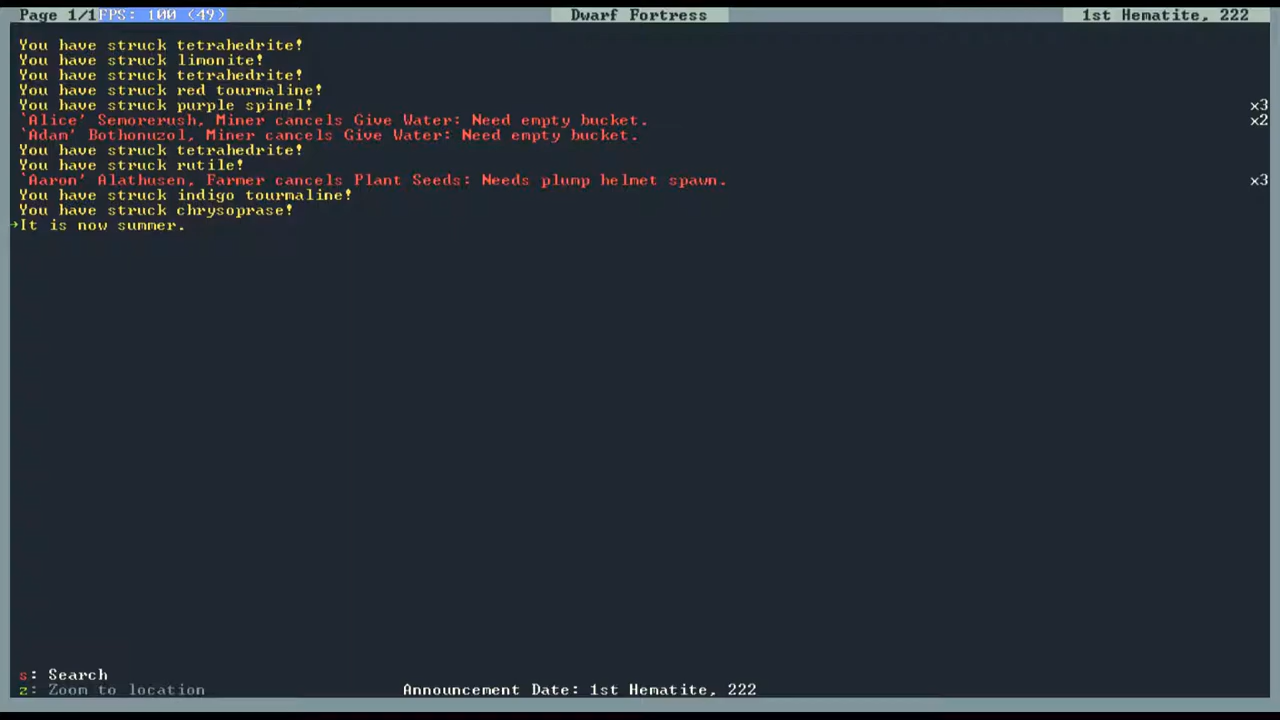 Page 1/1 FPS: 100 (49) Dwarf Fortress 1st Hematite, 222
You have struck tetrahedrite!
You have struck limonite!
You have struck tetrahedrite!
You have struck red tourmaline!
You have struck purple spinel! x3
`Alice' Semorerush, Miner cancels Give Water: Need empty bucket. x2
`Adam' Bothonuzol, Miner cancels Give Water: Need empty bucket.
You have struck tetrahedrite!
You have struck rutile!
`Aaron' Alathusen, Farmer cancels Plant Seeds: Needs plump helmet spawn. x3
You have struck indigo tourmaline!
You have struck chrysoprase!
→It is now summer.
s: Search
z: Zoom to location Announcement Date: 1st Hematite, 222